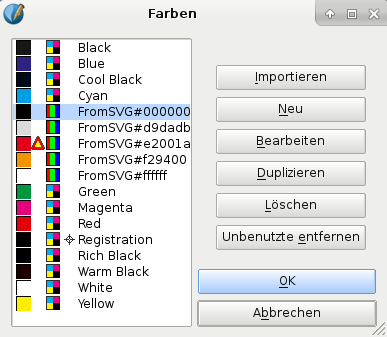 Farben
Black
Blue
Cool Black
Cyan
FromSVG#000000
FromSVG#d9dadb
FromSVG#e2001a
FromSVG#f29400
FromSVG#ffffff
Green
Magenta
Red
Registration
Rich Black
Warm Black
White
Yellow
Importieren
Neu
Bearbeiten
Duplizieren
Löschen
Unbenutzte entfernen
OK
Abbrechen